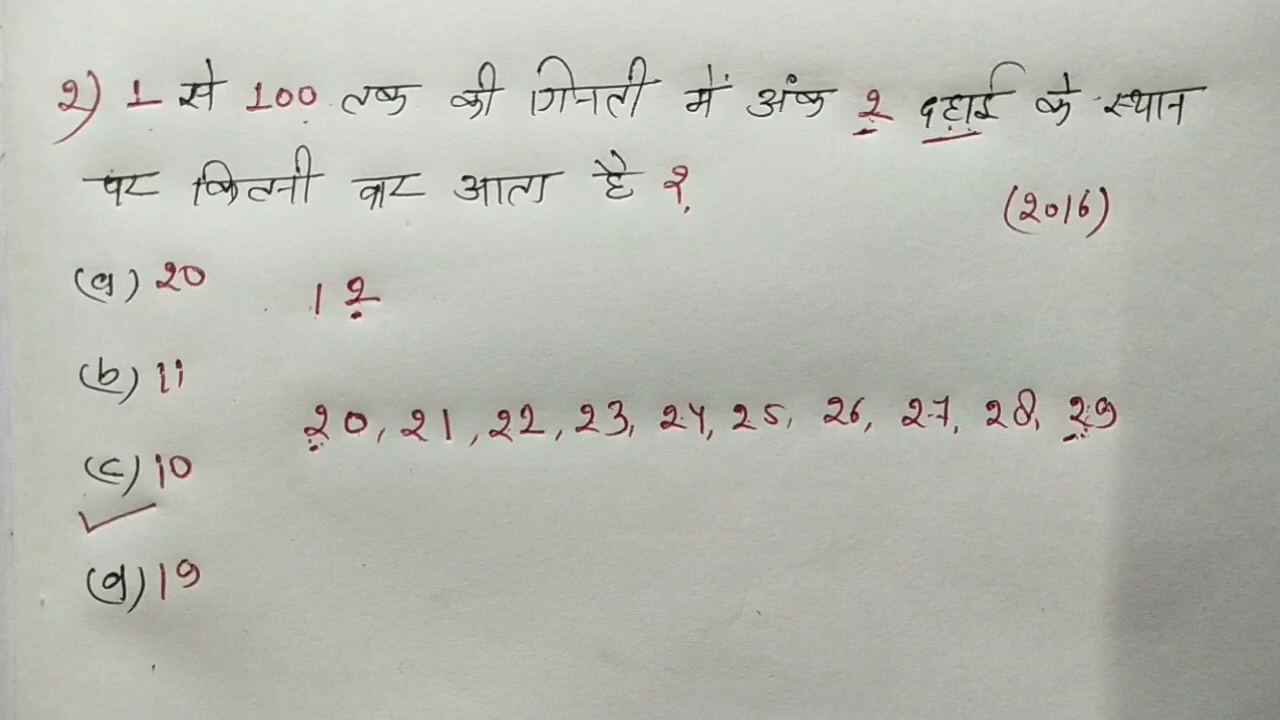 2) 1 से 100 तक की गिनती में अंक 2 दहाई के स्थान
पर कितनी बार आता है ?
(2016)
(a) 20
12
(b) 11
20, 21, 22, 23, 24, 25, 26, 27, 28, 29
(c) 10
(d) 19